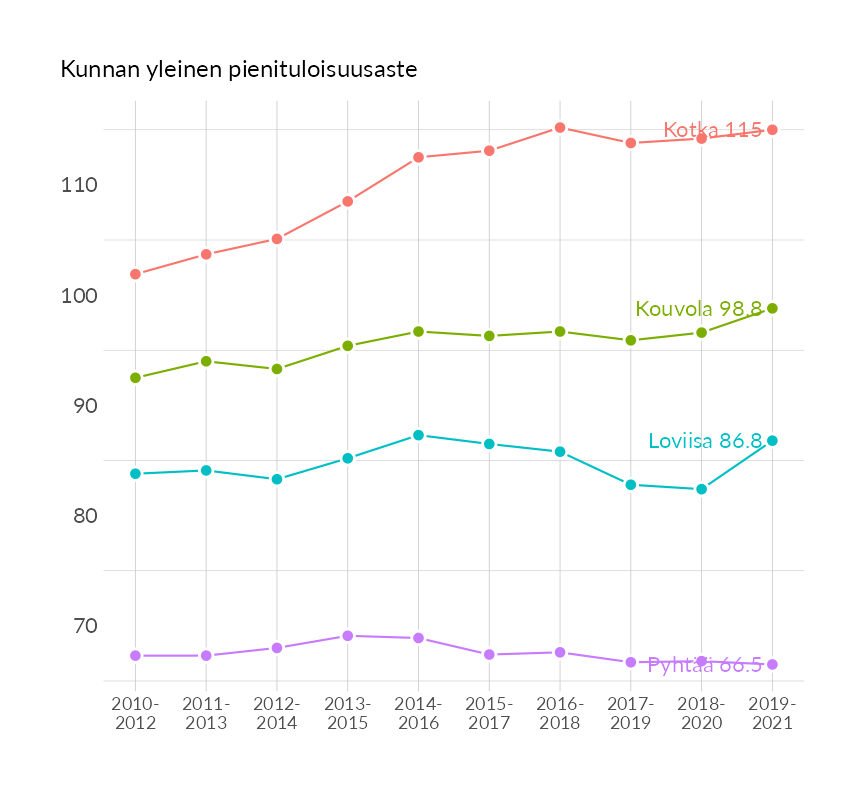 Kunnan yleinen pienituloisuusaste
Kotka 115
110
100
Kouvola 98.8
90
Loviisa 86.8
80
70
Pyhtää 66.5
2010- 2011- 2012- 2013- 2014- 2015- 2016- 2017- 2018- 2019-
2012 2013 2014 2015 2016 2017 2018 2019 2020 2021